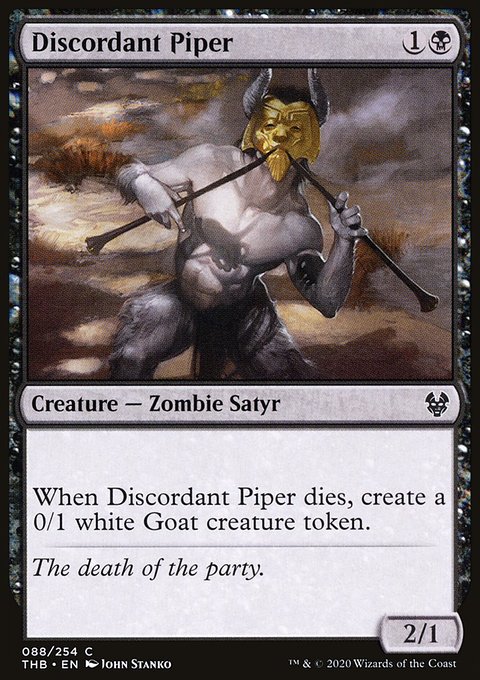 Discordant Piper
1
Creature — Zombie Satyr
When Discordant Piper dies, create a
0/1 white Goat creature token.
The death of the party.
2/1
088/254 C
THB • EN John Stanko
™ & © 2020 Wizards of the Coast